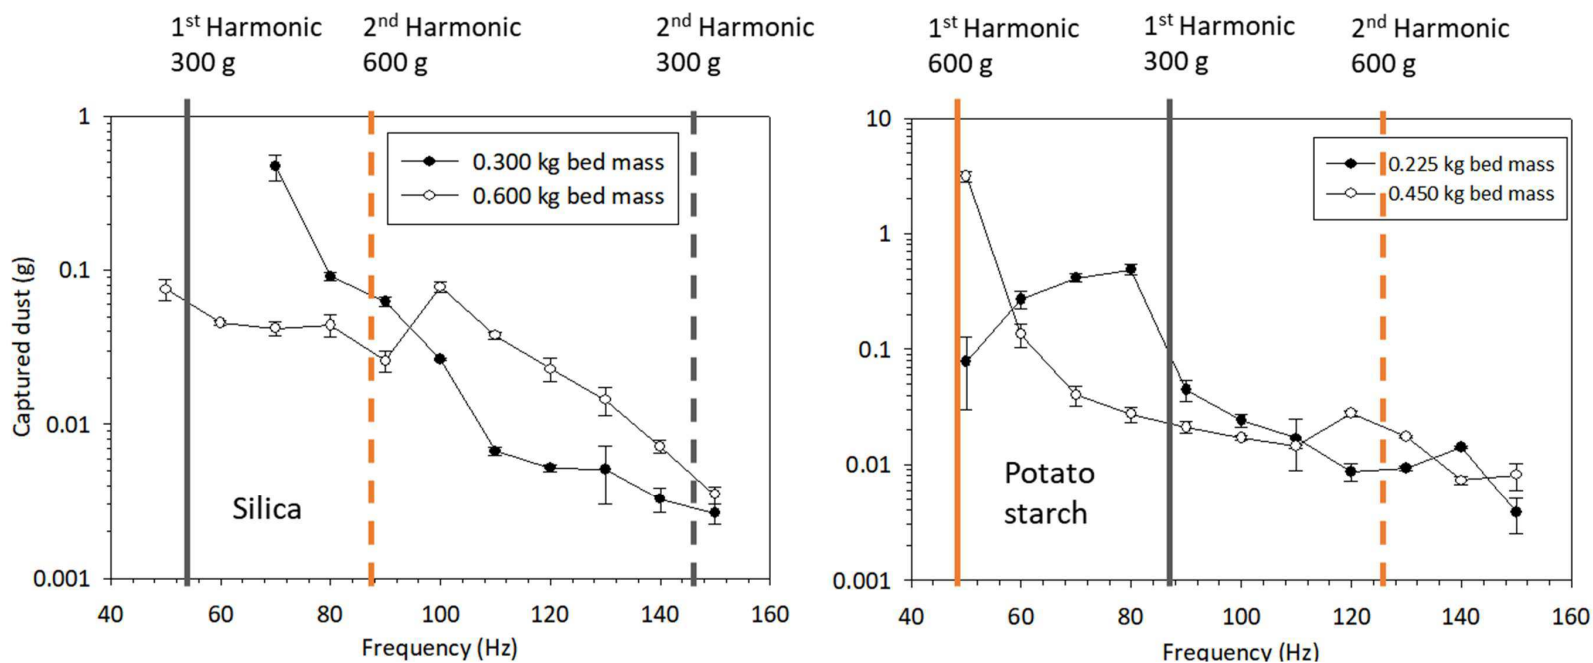 1st Harmonic
300 g
2nd Harmonic
600 g
2nd Harmonic
300 g
1
0.1
0.01
0.001
Captured dust (g)
0.300 kg bed mass
0.600 kg bed mass
Silica
40 60 80 100 120 140 160
Frequency (Hz)
1st Harmonic
600 g
1st Harmonic
300 g
2nd Harmonic
600 g
10
1
0.1
0.01
0.001
0.225 kg bed mass
0.450 kg bed mass
Potato
starch
40 60 80 100 120 140 160
Frequency (Hz)